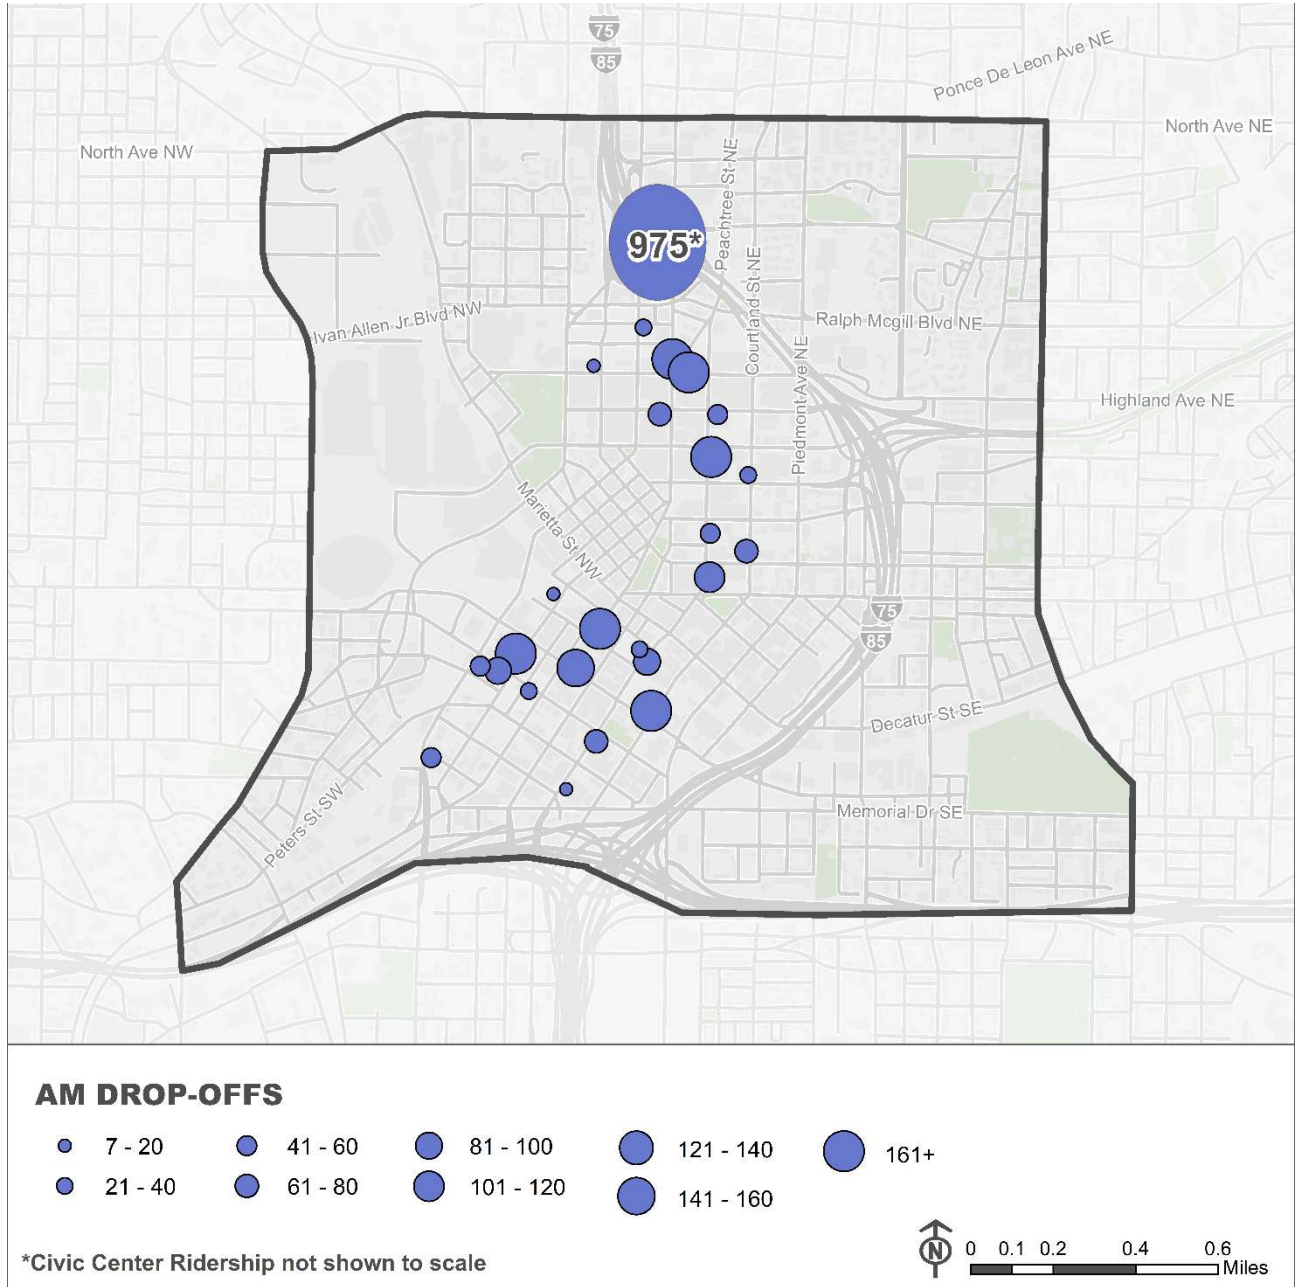 75
85
Ponce De Leon Ave NE
North Ave NE
North Ave NW
Peachtree St NE
975*
Courtland St NE
Ivan Allen Jr Blvd NW
Ralph Mcgill Blvd NE
Piedmont Ave NE
Highland Ave NE
Marietta St NW
75
85
Decatur St SE
Peters St SW
Memorial Dr SE
AM DROP-OFFS
7 - 20
41 - 60
81 - 100
121 - 140
161+
21 - 40
61 - 80
101 - 120
141 - 160
N
0 0.1 0.2 0.4 0.6
Miles
*Civic Center Ridership not shown to scale